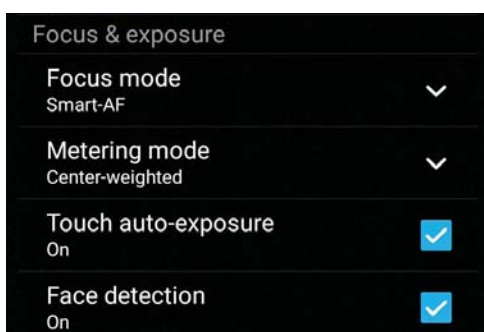 Focus & exposure
Focus mode
Smart-AF
Metering mode
Center-weighted
Touch auto-exposure
On
Face detection
On